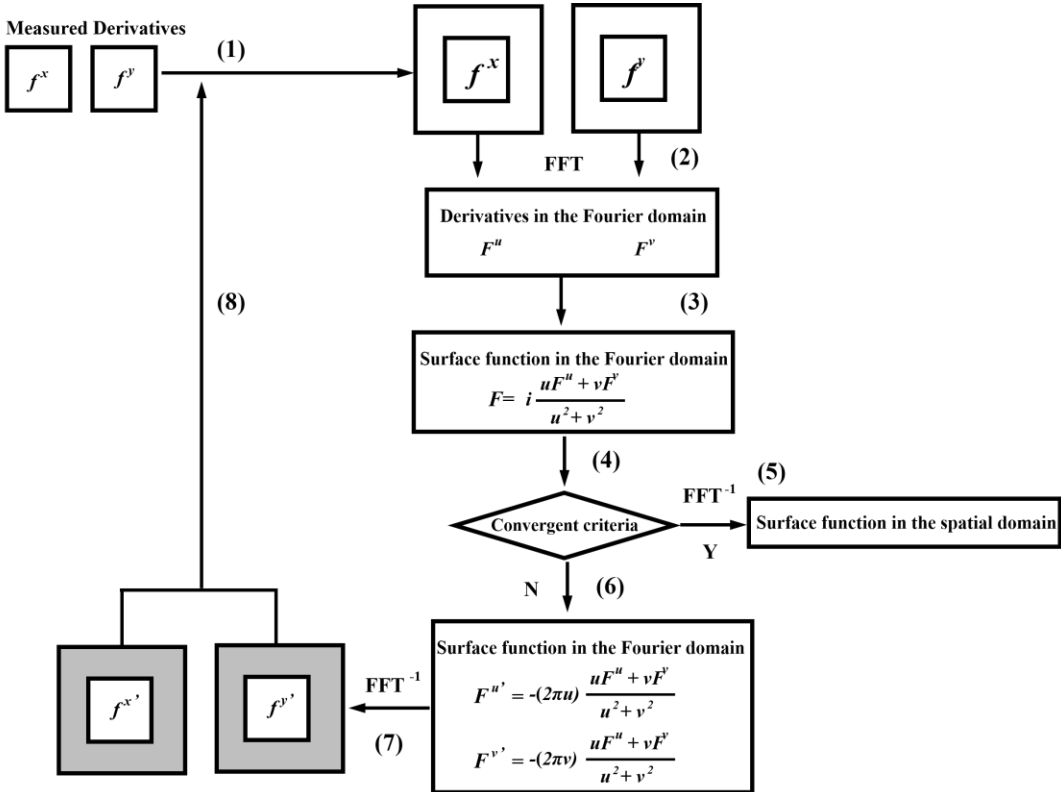 Measured Derivatives
f^x f^y
(1)
f^x f^y
FFT
(2)
Derivatives in the Fourier domain
F^u F^v
(3)
Surface function in the Fourier domain
F= i (uF^u + vF^v) / (u^2 + v^2)
(4)
Convergent criteria
FFT^-1
(5)
Y
Surface function in the spatial domain
N
(6)
Surface function in the Fourier domain
F^u' = -(2πu) (uF^u + vF^v) / (u^2 + v^2)
F^v' = -(2πv) (uF^u + vF^v) / (u^2 + v^2)
FFT^-1
(7)
f^x' f^y'
(8)